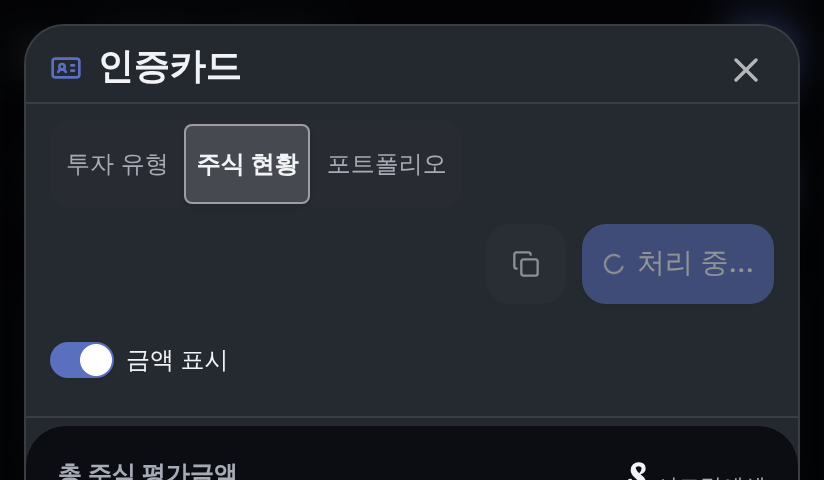 인증카드
투자 유형 주식 현황 포트폴리오
처리 중...
금액 표시
총 주식 평가금액